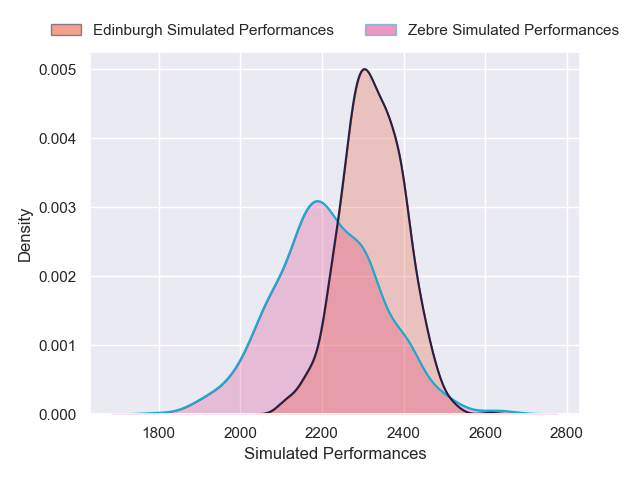 Edinburgh Simulated Performances Zebre Simulated Performances
0.005
0.004
0.003
0.002
0.001
0.000
Density
1800 2000 2200 2400 2600 2800
Simulated Performances